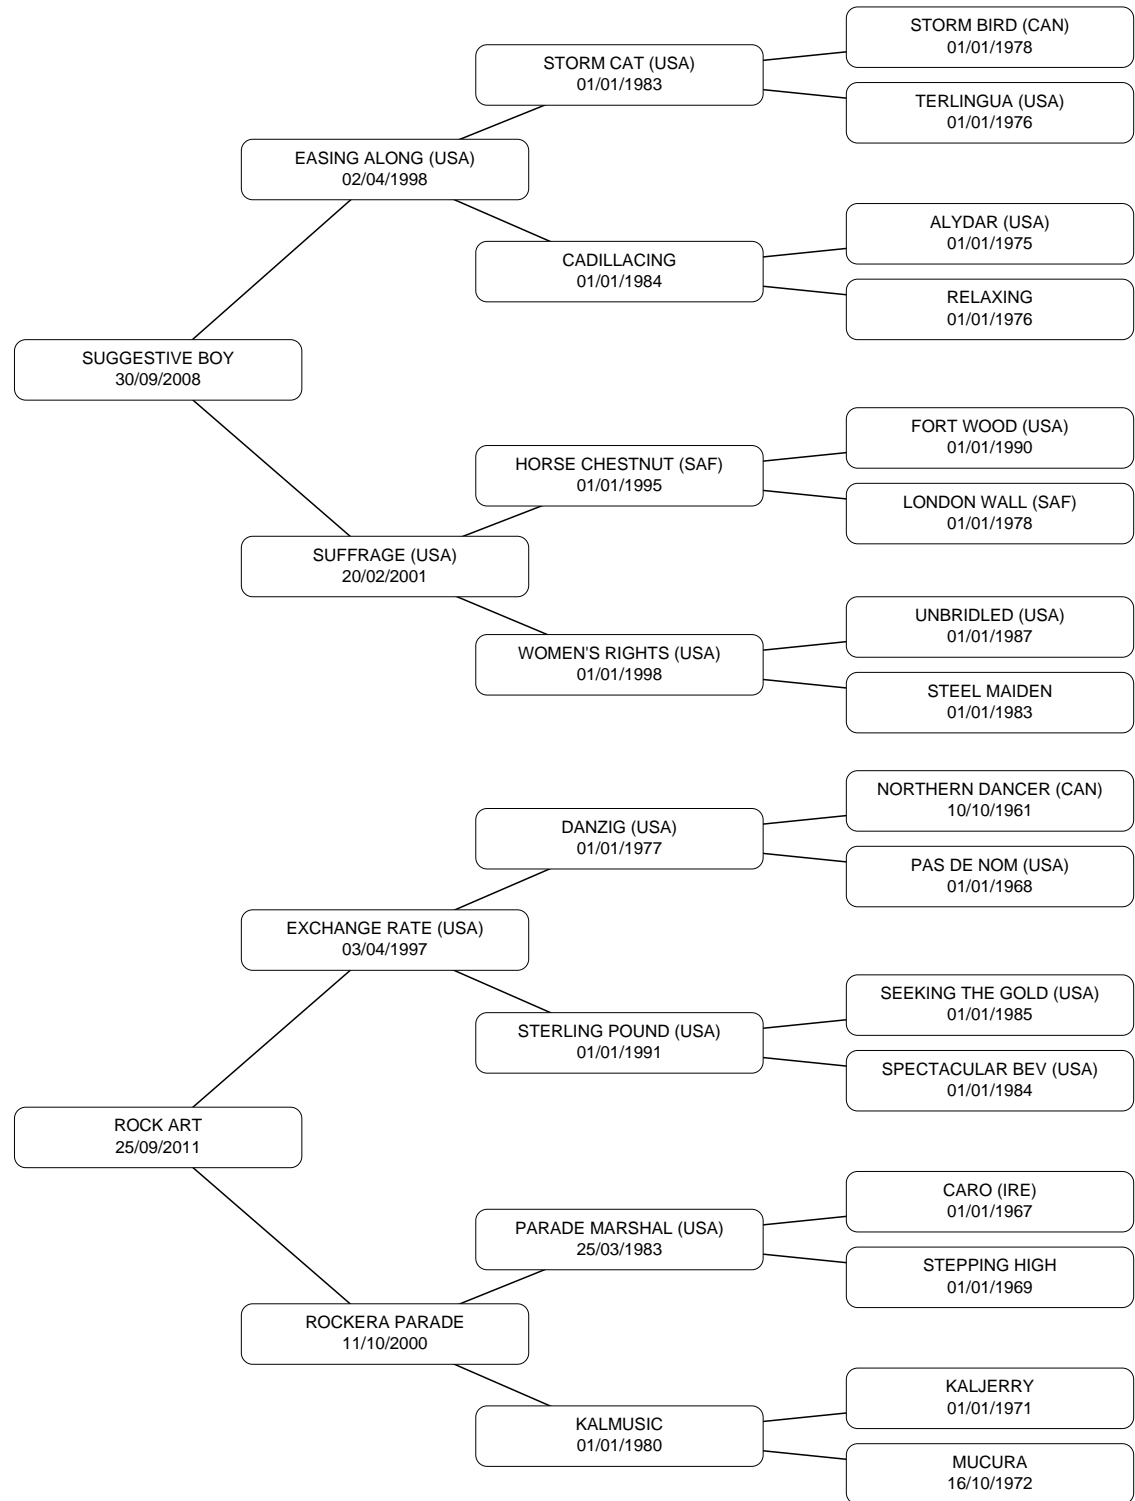 STORM BIRD (CAN)
01/01/1978
STORM CAT (USA)
01/01/1983
TERLINGUA (USA)
01/01/1976
EASING ALONG (USA)
02/04/1998
ALYDAR (USA)
01/01/1975
CADILLACING
01/01/1984
RELAXING
01/01/1976
SUGGESTIVE BOY
30/09/2008
FORT WOOD (USA)
01/01/1990
HORSE CHESTNUT (SAF)
01/01/1995
LONDON WALL (SAF)
01/01/1978
SUFFRAGE (USA)
20/02/2001
UNBRIDLED (USA)
01/01/1987
WOMEN'S RIGHTS (USA)
01/01/1998
STEEL MAIDEN
01/01/1983
NORTHERN DANCER (CAN)
10/10/1961
DANZIG (USA)
01/01/1977
PAS DE NOM (USA)
01/01/1968
EXCHANGE RATE (USA)
03/04/1997
SEEKING THE GOLD (USA)
01/01/1985
STERLING POUND (USA)
01/01/1991
SPECTACULAR BEV (USA)
01/01/1984
ROCK ART
25/09/2011
CARO (IRE)
01/01/1967
PARADE MARSHAL (USA)
25/03/1983
STEPPING HIGH
01/01/1969
ROCKERA PARADE
11/10/2000
KALJERRY
01/01/1971
KALMUSIC
01/01/1980
MUCURA
16/10/1972